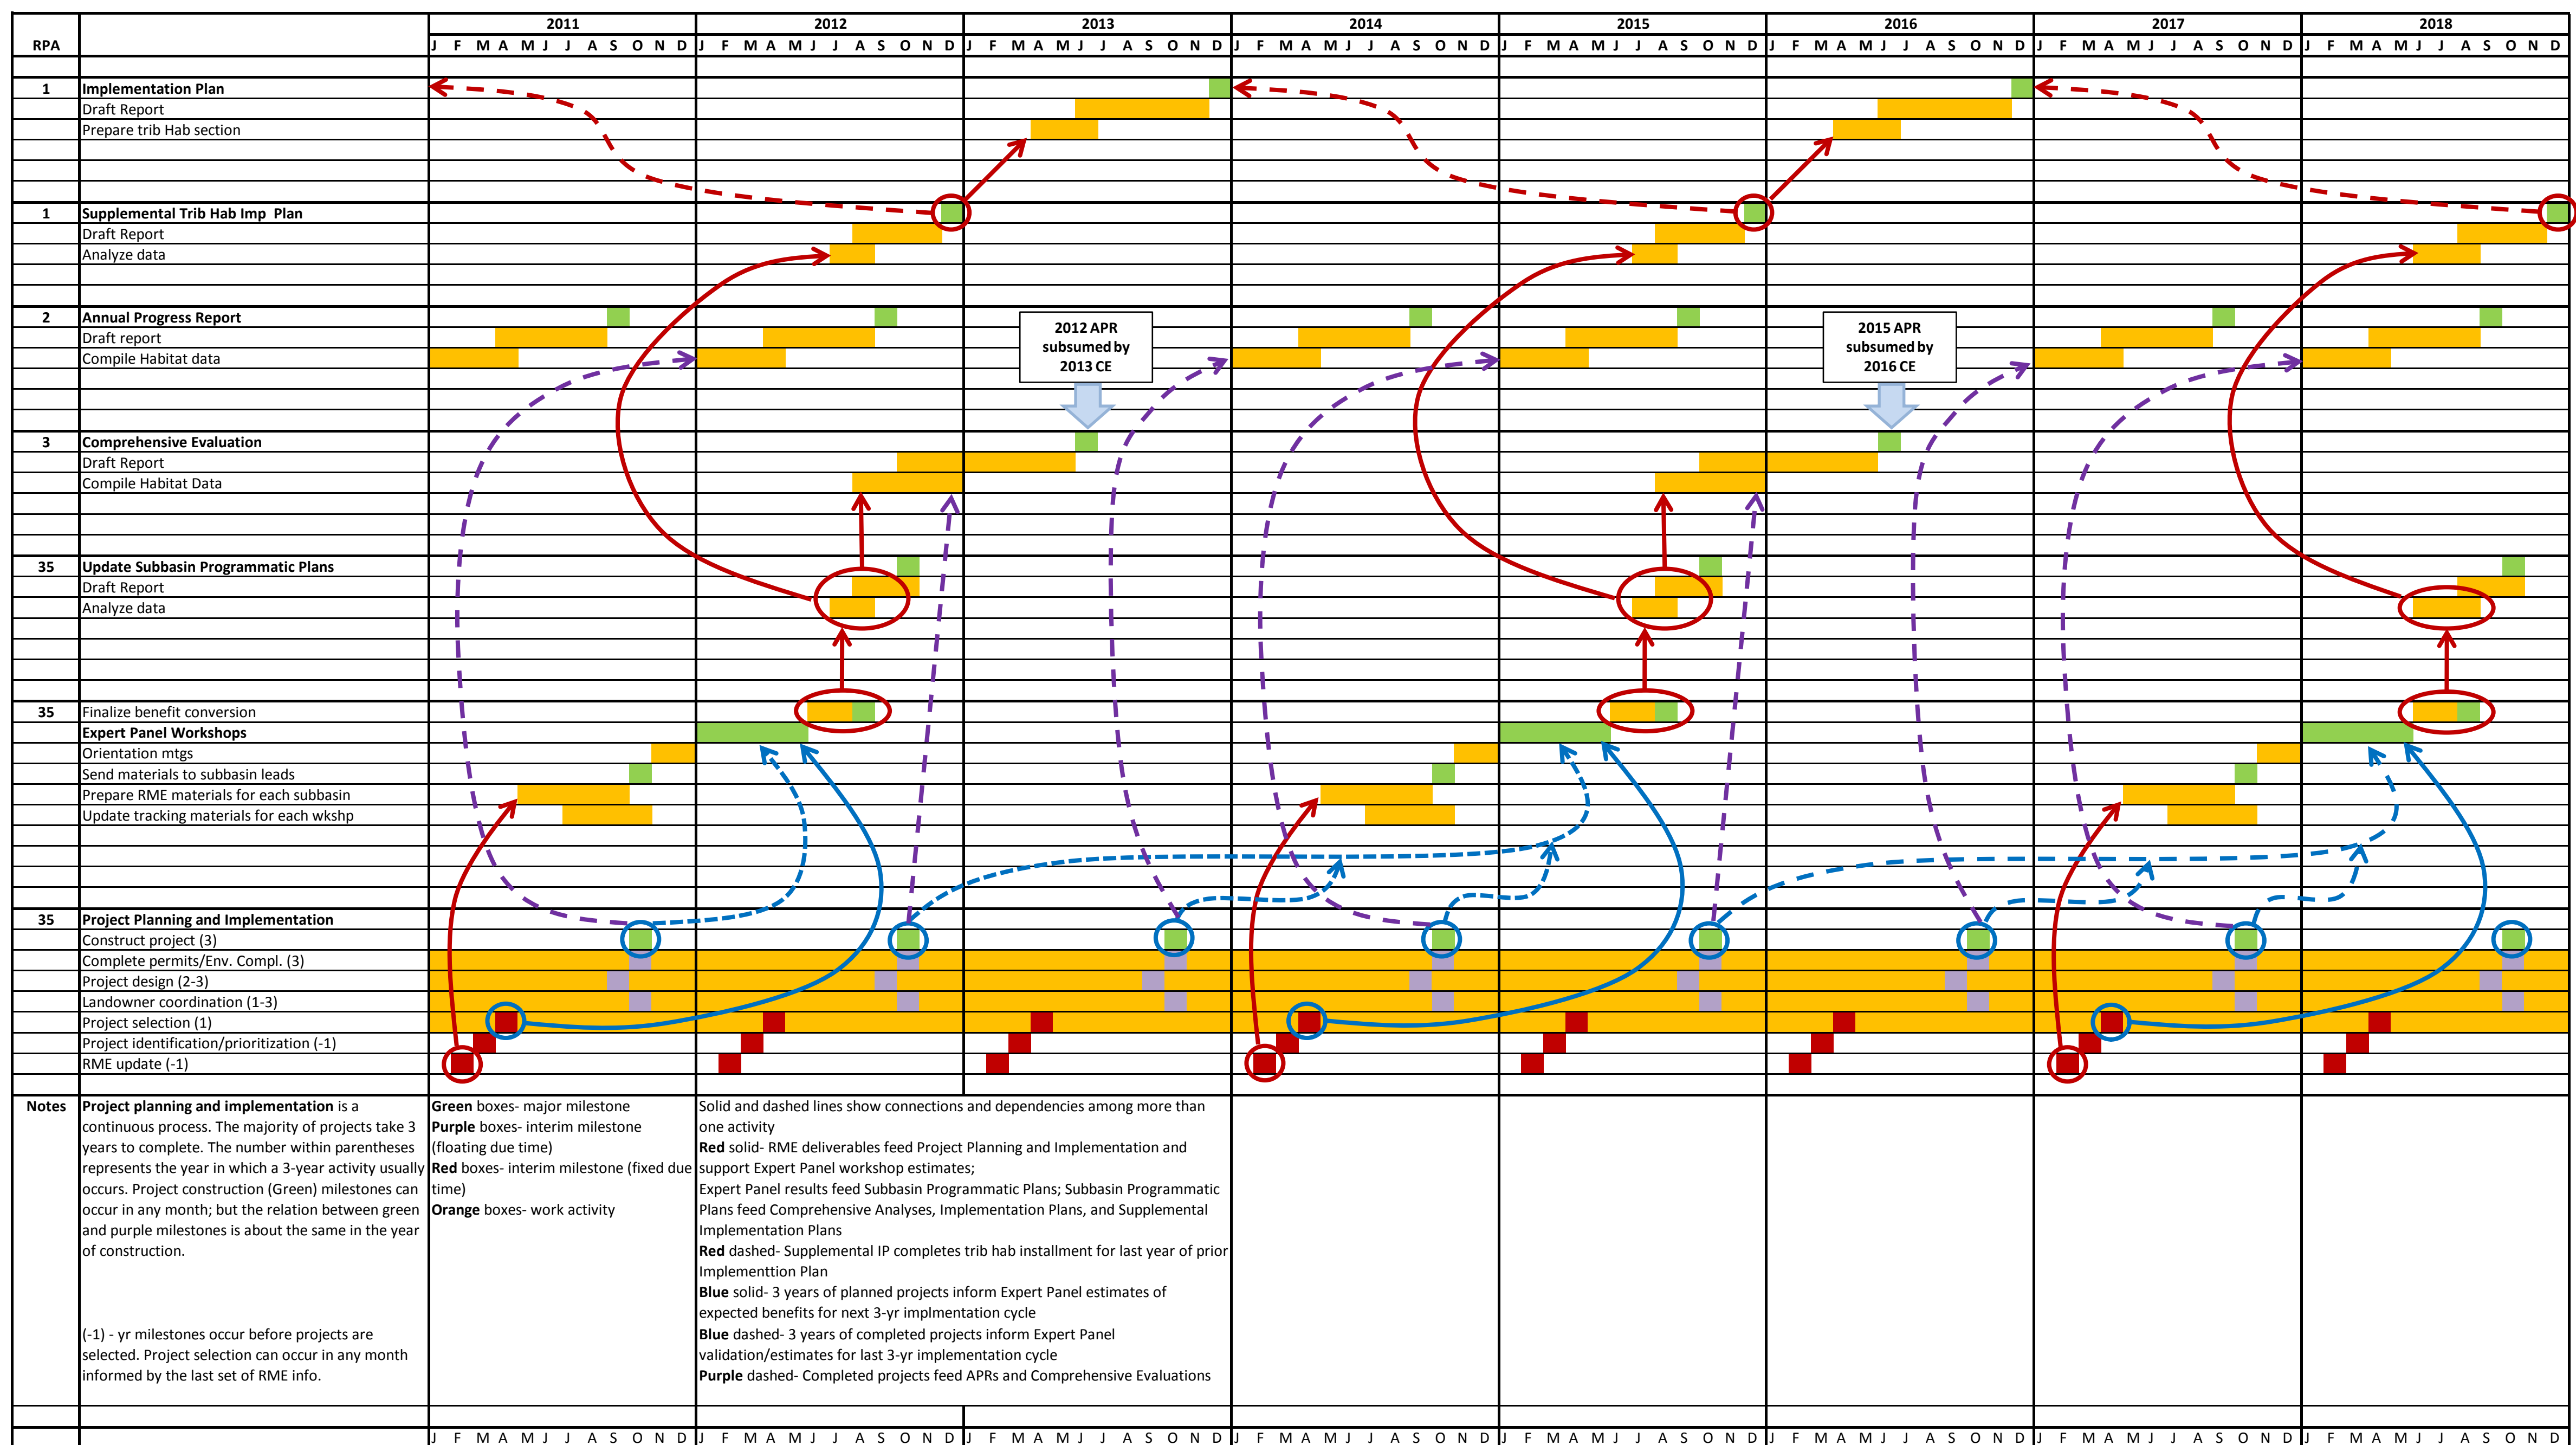 2011 2012 2013 2014 2015 2016 2017 2018
RPA J F M A M J J A S O N D J F M A M J J A S O N D J F M A M J J A S O N D J F M A M J J A S O N D J F M A M J J A S O N D J F M A M J J A S O N D J F M A M J J A S O N D J F M A M J J A S O N D
1 Implementation Plan
Draft Report
Prepare trib Hab section
1 Supplemental Trib Hab Imp Plan
Draft Report
Analyze data
2 Annual Progress Report
Draft report
Compile Habitat data
2012 APR
subsumed by
2013 CE
2015 APR
subsumed by
2016 CE
3 Comprehensive Evaluation
Draft Report
Compile Habitat Data
35 Update Subbasin Programmatic Plans
Draft Report
Analyze data
35 Finalize benefit conversion
Expert Panel Workshops
Orientation mtgs
Send materials to subbasin leads
Prepare RME materials for each subbasin
Update tracking materials for each wkshp
35 Project Planning and Implementation
Construct project (3)
Complete permits/Env. Compl. (3)
Project design (2-3)
Landowner coordination (1-3)
Project selection (1)
Project identification/prioritization (-1)
RME update (-1)
Notes
Project planning and implementation is a
continuous process. The majority of projects take 3
years to complete. The number within parentheses
represents the year in which a 3-year activity usually
occurs. Project construction (Green) milestones can
occur in any month; but the relation between green
and purple milestones is about the same in the year
of construction.
(-1) - yr milestones occur before projects are
selected. Project selection can occur in any month
informed by the last set of RME info.
Green boxes- major milestone
Purple boxes- interim milestone
(floating due time)
Red boxes- interim milestone (fixed due
time)
Orange boxes- work activity
Solid and dashed lines show connections and dependencies among more than
one activity
Red solid- RME deliverables feed Project Planning and Implementation and
support Expert Panel workshop estimates;
Expert Panel results feed Subbasin Programmatic Plans; Subbasin Programmatic
Plans feed Comprehensive Analyses, Implementation Plans, and Supplemental
Implementation Plans
Red dashed- Supplemental IP completes trib hab installment for last year of prior
Implementtion Plan
Blue solid- 3 years of planned projects inform Expert Panel estimates of
expected benefits for next 3-yr implmentation cycle
Blue dashed- 3 years of completed projects inform Expert Panel
validation/estimates for last 3-yr implementation cycle
Purple dashed- Completed projects feed APRs and Comprehensive Evaluations
J F M A M J J A S O N D J F M A M J J A S O N D J F M A M J J A S O N D J F M A M J J A S O N D J F M A M J J A S O N D J F M A M J J A S O N D J F M A M J J A S O N D J F M A M J J A S O N D